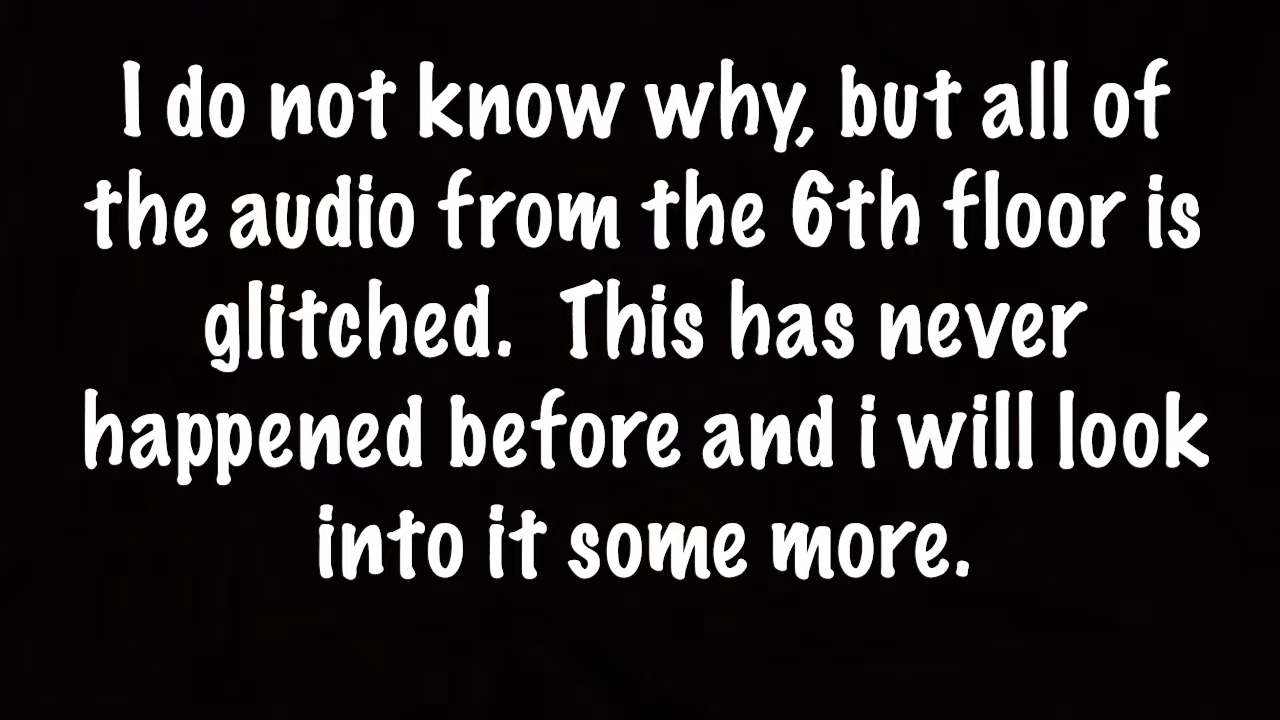 I do not know why, but all of
the audio from the 6th floor is
glitched.  This has never
happened before and i will look
into it some more.